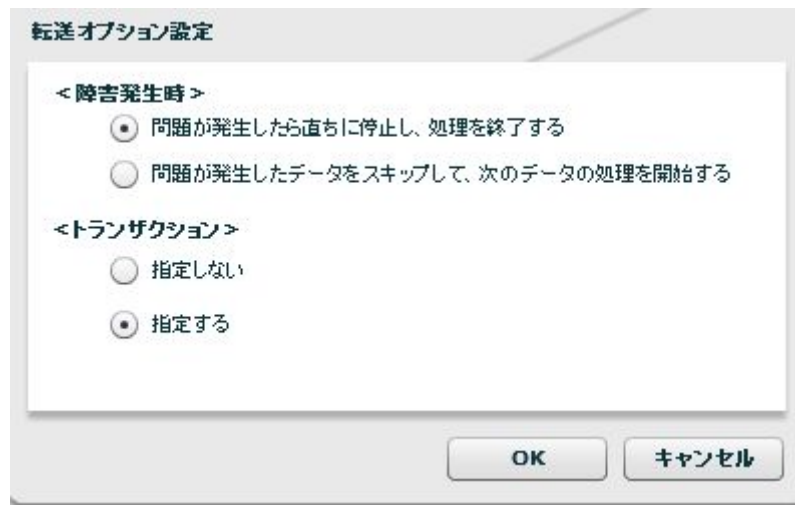 転送オプション設定
<障害発生時>
問題が発生したら直ちに停止し、処理を終了する
問題が発生したデータをスキップして、次のデータの処理を開始する
<トランザクション>
指定しない
指定する
OK
キャンセル